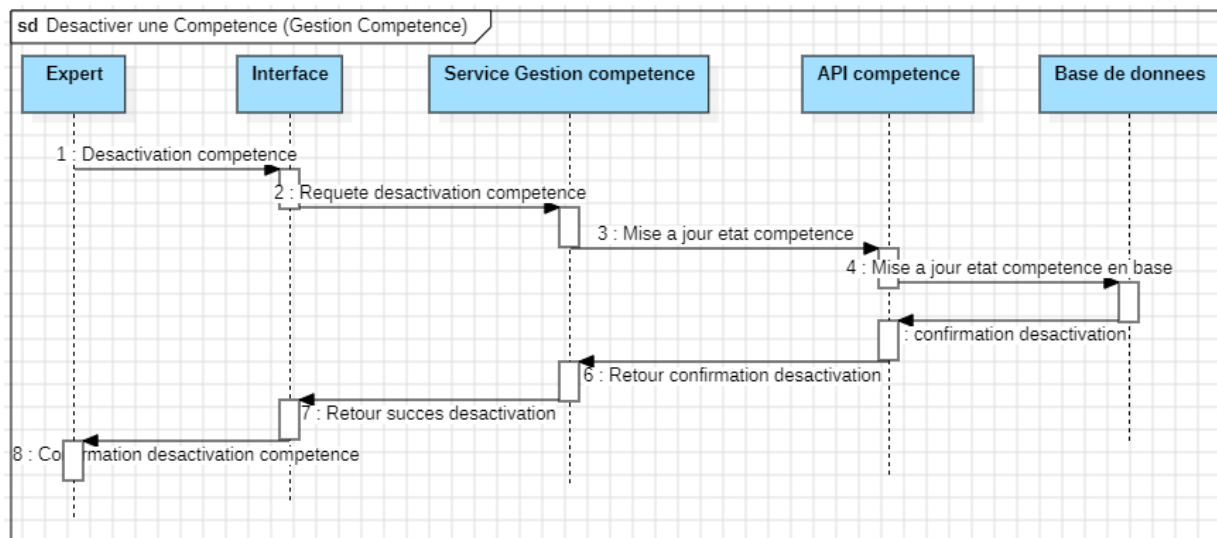 sd Desactiver une Competence (Gestion Competence)
Expert
Interface
Service Gestion competence
API competence
Base de donnees
1 : Desactivation competence
2 : Requete desactivation competence
3 : Mise a jour etat competence
4 : Mise a jour etat competence en base
: confirmation desactivation
6 : Retour confirmation desactivation
7 : Retour succes desactivation
8 : desactivation competence